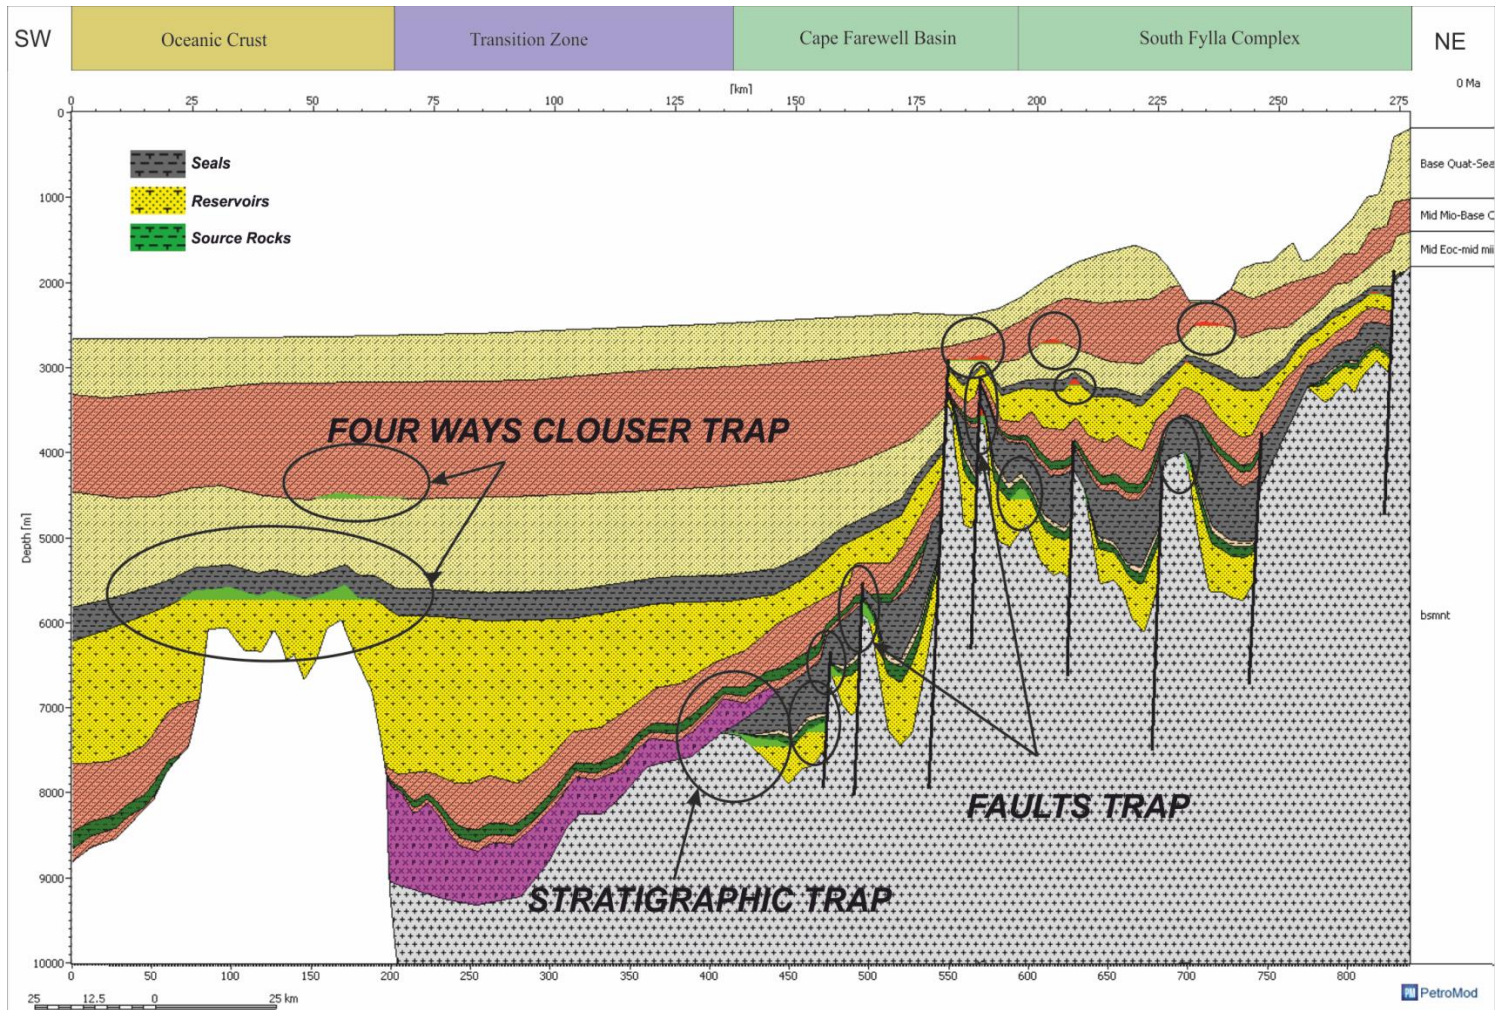 SW
Oceanic Crust
Transition Zone
Cape Farewell Basin
South Fylla Complex
NE
0 25 50 75 100 125 [km] 150 175 200 225 250 275
0 Ma
0
1000
2000
3000
4000
5000
6000
7000
8000
9000
10000
Depth [m]
Seals
Reservoirs
Source Rocks
Base Quat-Sea
Mid Mio-Base C
Mid Eoc-mid mii
bsmnt
FOUR WAYS CLOUSER TRAP
FAULTS TRAP
STRATIGRAPHIC TRAP
0 50 100 150 200 250 300 350 400 450 500 550 600 650 700 750 800
25 12.5 0 25 km
PM PetroMod